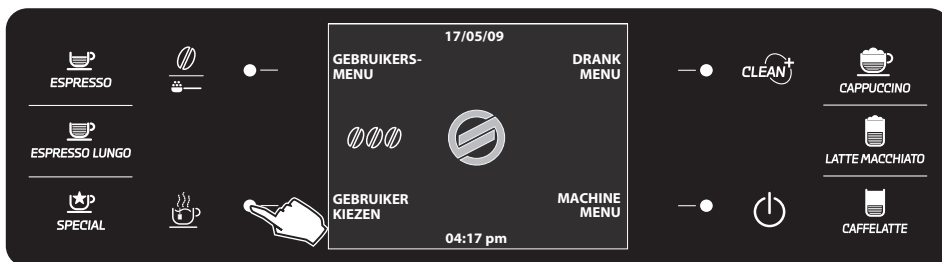 17/05/09
GEBRUIKERS-
MENU
DRANK
MENU
ESPRESSO
CLEAN+
CAPPUCCINO
ESPRESSO LUNGO
LATTE MACCHIATO
GEBRUIKER
KIEZEN
MACHINE
MENU
SPECIAL
CAFFELATTE
04:17 pm